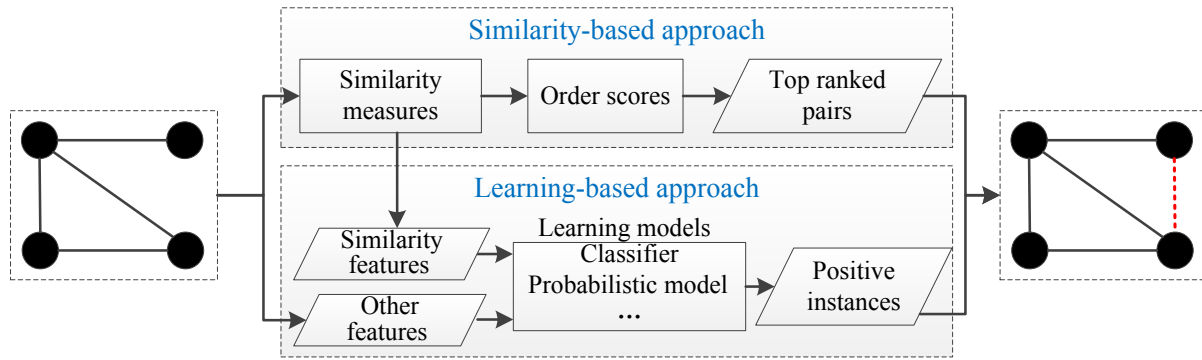 Similarity-based approach
Similarity
measures
Order scores
Top ranked
pairs
Learning-based approach
Similarity
features
Other
features
Learning models
Classifier
Probabilistic model
...
Positive
instances